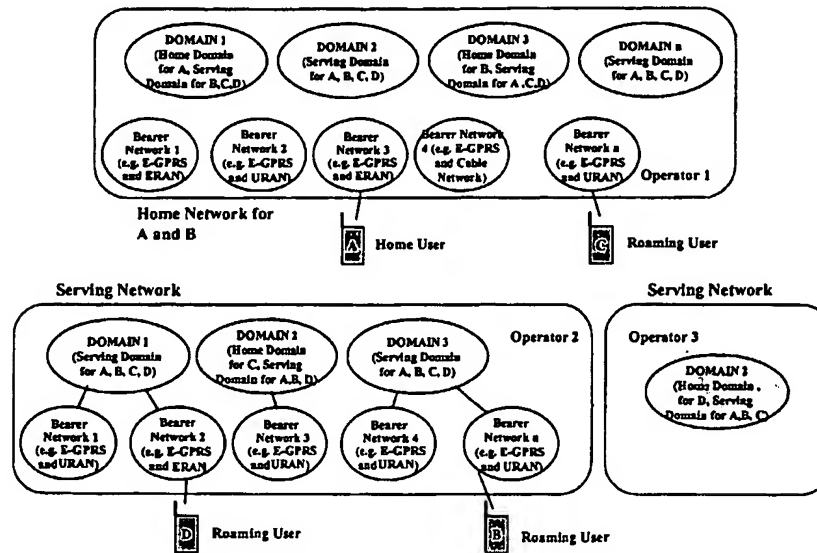 DOMAIN 1
(Home Domain
for A, Serving
Domain for B,C,D)
DOMAIN 2
(Serving Domain
for A, B, C, D)
DOMAIN 3
(Home Domain
for B, Serving
Domain for A ,C,D)
DOMAIN n
(Serving Domain
for A, B, C, D)
Bearer
Network 1
(e.g. E-GPRS
and ERAN)
Bearer
Network 2
(e.g. E-GPRS
and URAN)
Bearer
Network 3
(e.g. E-GPRS
and ERAN)
Bearer Network
4 (e.g. E-GPRS
and Cable
Network)
Bearer
Network n
(e.g. E-GPRS
and URAN)
Operator 1
Home Network for
A and B
A
Home User
C
Roaming User
Serving Network
Serving Network
DOMAIN 1
(Serving Domain
for A, B, C, D)
DOMAIN 2
(Home Domain
for C, Serving
Domain for A,B, D)
DOMAIN 3
(Serving Domain
for A, B, C, D)
Operator 2
Bearer
Network 1
(e.g. E-GPRS
and URAN)
Bearer
Network 2
(e.g. E-GPRS
and ERAN)
Bearer
Network 3
(e.g. E-GPRS
and URAN)
Bearer
Network 4
(e.g. E-GPRS
and URAN)
Bearer
Network n
(e.g. E-GPRS
and URAN)
Operator 3
DOMAIN 2
(Home Domain
for D, Serving
Domain for A,B, C)
D
Roaming User
B
Roaming User